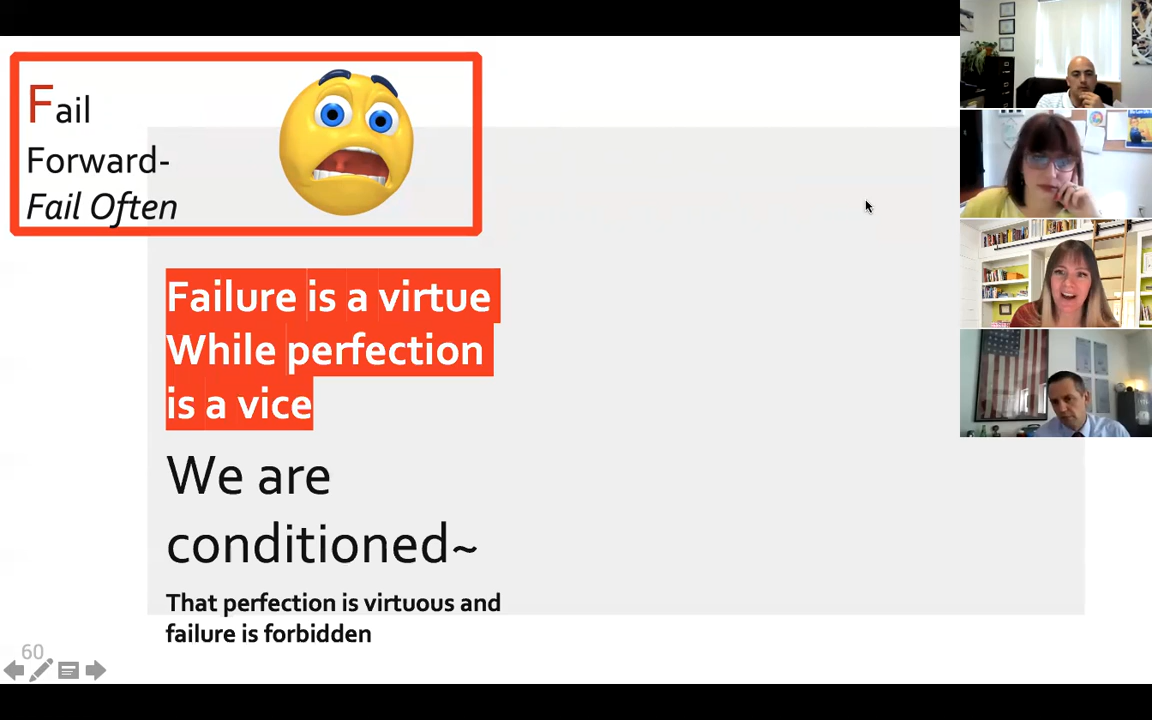 Fail
Forward-
Fail Often
Failure is a virtue
While perfection
is a vice
We are
conditioned~
That perfection is virtuous and
failure is forbidden
60